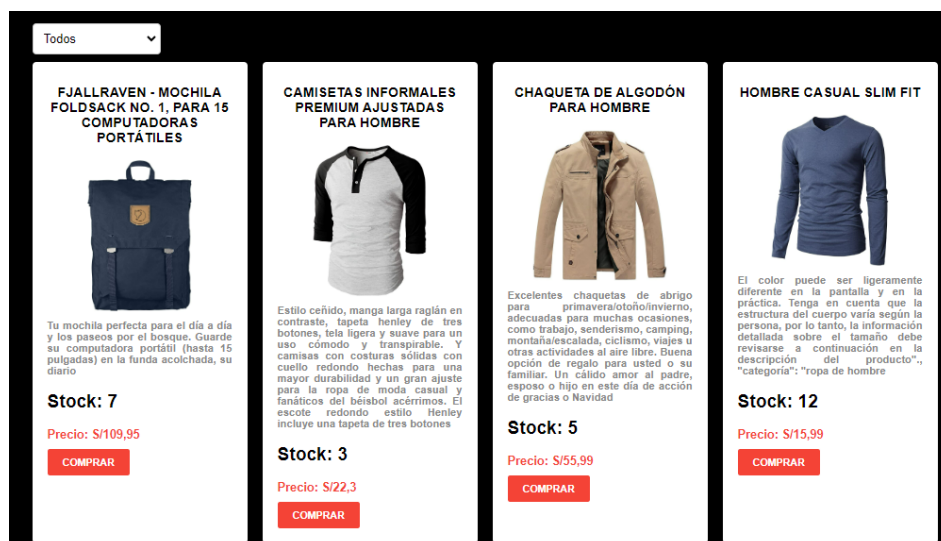 Todos
FJALLRAVEN - MOCHILA
FOLDSACK NO. 1, PARA 15
COMPUTADORAS
PORTÁTILES
Tu mochila perfecta para el día a día
y los paseos por el bosque. Guarde
su computadora portátil (hasta 15
pulgadas) en la funda acolchada, su
diario
Stock: 7
Precio: S/109,95
COMPRAR
CAMISETAS INFORMALES
PREMIUM AJUSTADAS
PARA HOMBRE
Estilo ceñido, manga larga raglán en
contraste, tapeta henley de tres
botones, tela ligera y suave para un
uso cómodo y transpirable. Y
camisas con costuras sólidas con
cuello redondo hechas para una
mayor durabilidad y un gran ajuste
para la ropa de moda casual y
fanáticos del béisbol acérrimos. El
escote redondo estilo Henley
incluye una tapeta de tres botones
Stock: 3
Precio: S/22,3
COMPRAR
CHAQUETA DE ALGODÓN
PARA HOMBRE
Excelentes chaquetas de abrigo
para primavera/otoño/invierno,
adecuadas para muchas ocasiones,
como trabajo, senderismo, camping,
montaña/escalada, ciclismo, viajes u
otras actividades al aire libre. Buena
opción de regalo para usted o su
familiar. Un cálido amor al padre,
esposo o hijo en este día de acción
de gracias o Navidad
Stock: 5
Precio: S/55,99
COMPRAR
HOMBRE CASUAL SLIM FIT
El color puede ser ligeramente
diferente en la pantalla y en la
práctica. Tenga en cuenta que la
estructura del cuerpo varía según la
persona, por lo tanto, la información
detallada sobre el tamaño debe
revisarse a continuación en la
descripción del producto".,
"categoría": "ropa de hombre
Stock: 12
Precio: S/15,99
COMPRAR